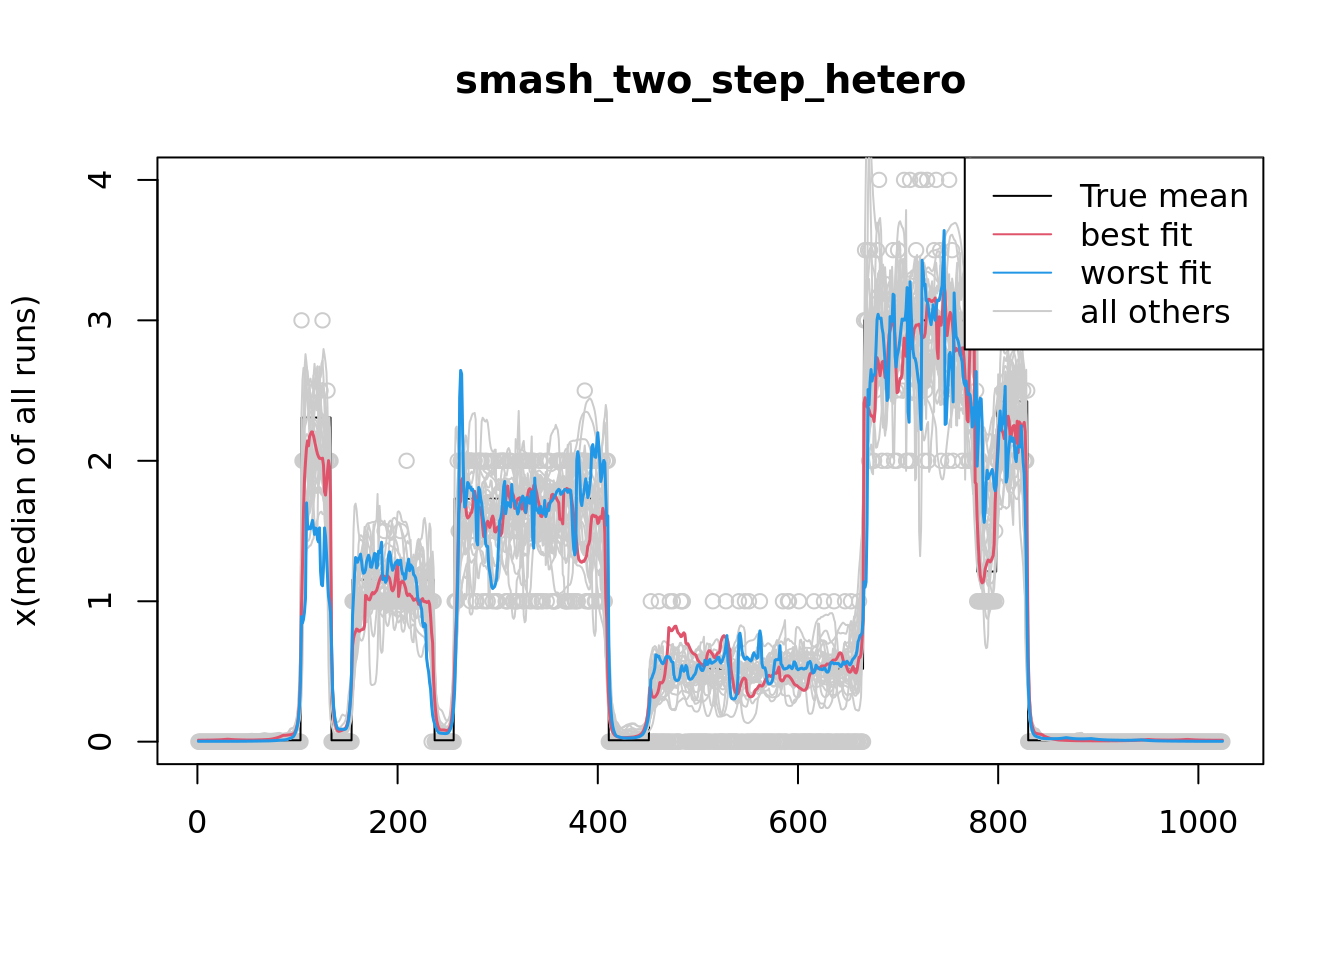 smash_two_step_hetero
x(median of all runs)
4
3
2
1
0
True mean
best fit
worst fit
all others
0 200 400 600 800 1000